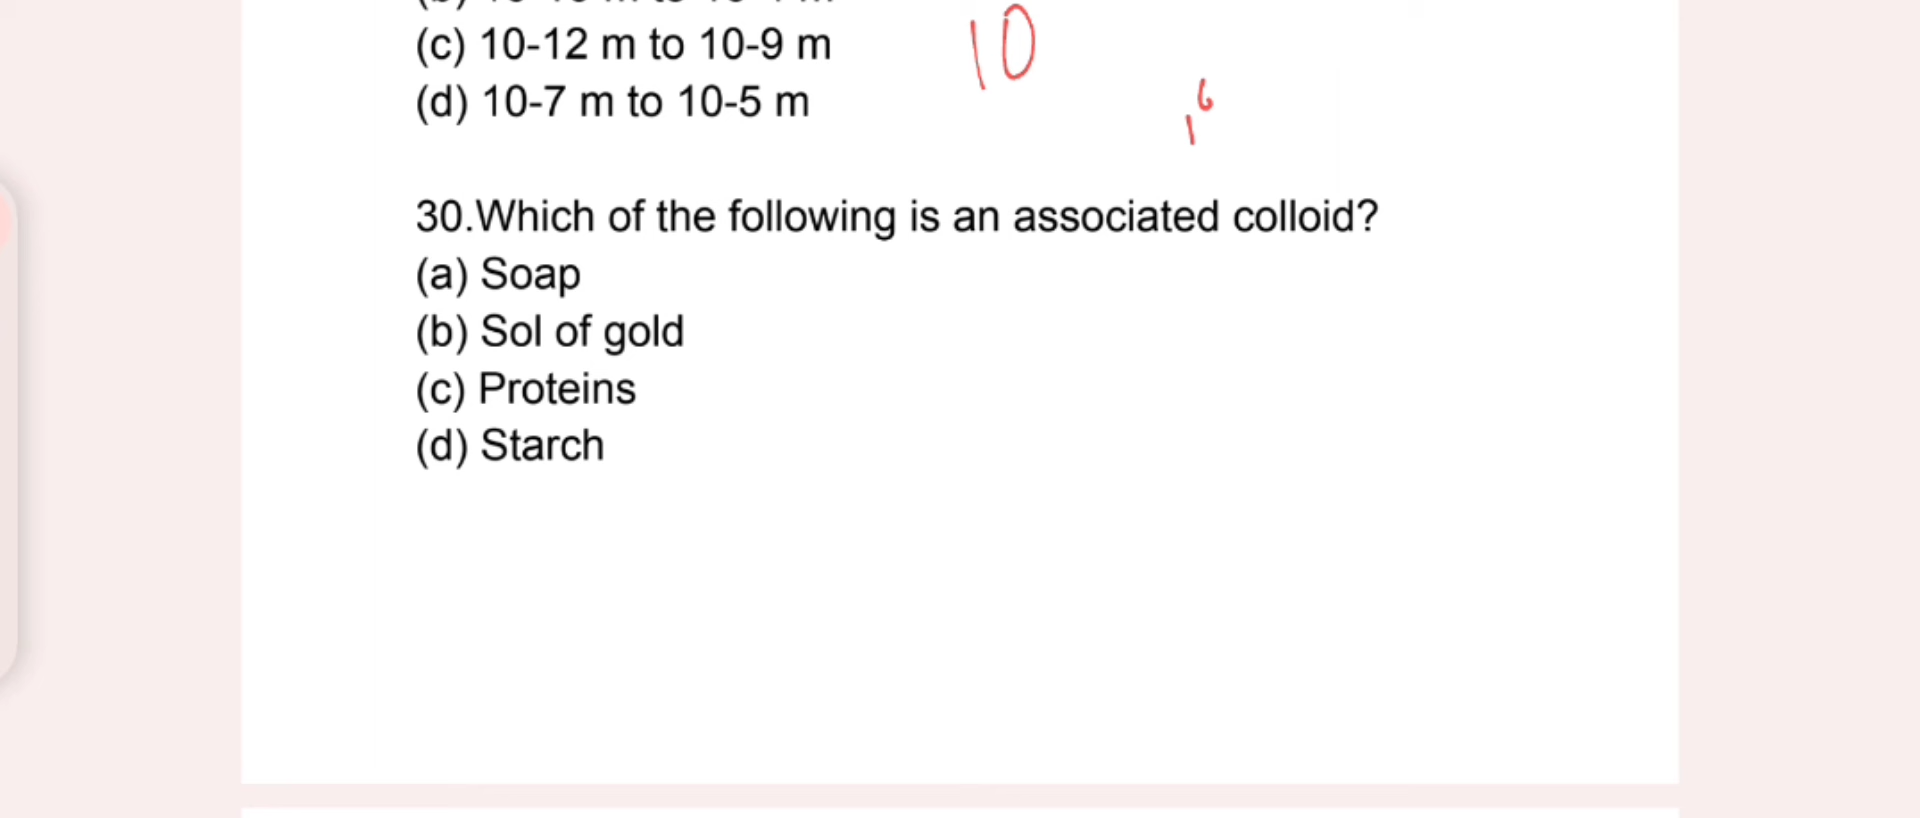 (c) 10-12 m to 10-9 m
(d) 10-7 m to 10-5 m
10
30.Which of the following is an associated colloid?
(a) Soap
(b) Sol of gold
(c) Proteins
(d) Starch